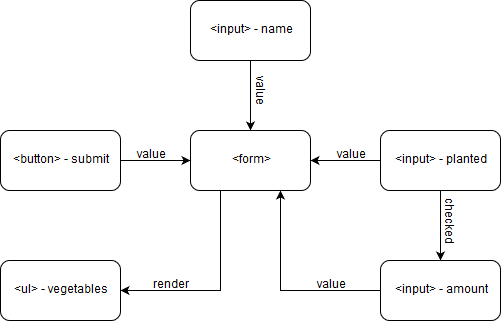 <input> - name
value
<button> - submit
value
<form>
value
<input> - planted
checked
<ul> - vegetables
render
value
<input> - amount